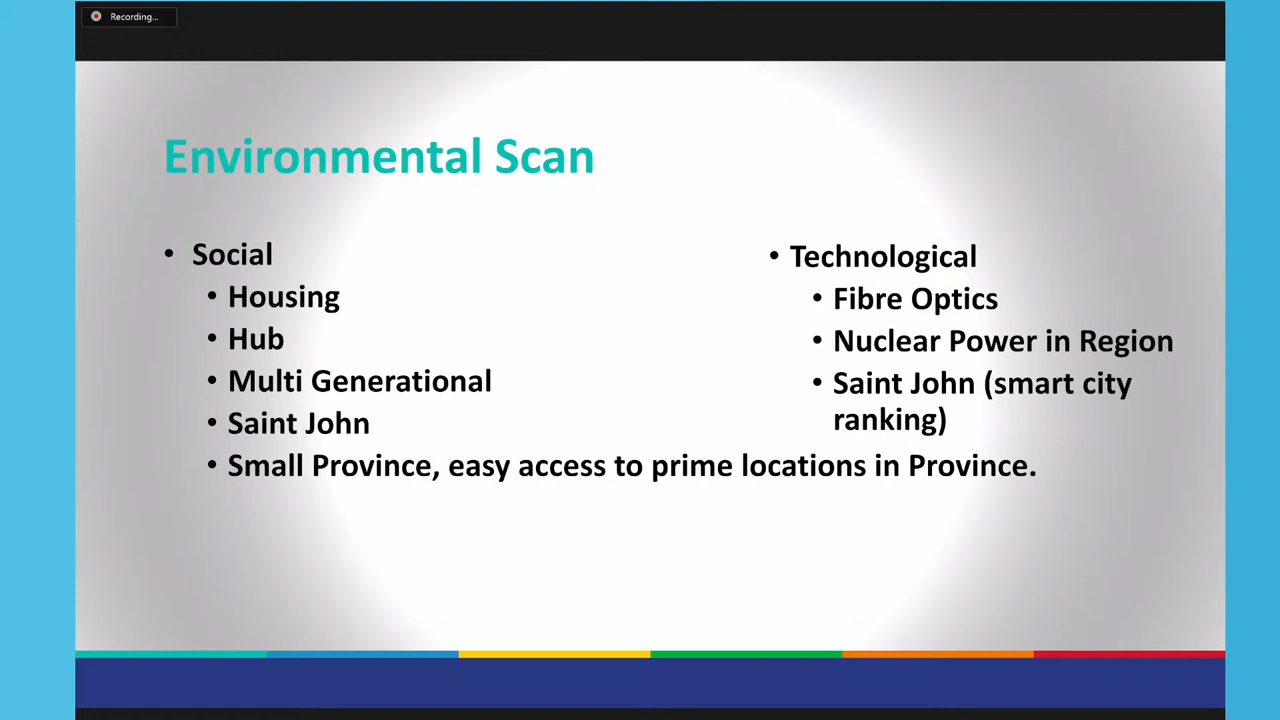 Recording...
Environmental Scan
• Social
• Housing
• Hub
• Multi Generational
• Saint John
• Small Province, easy access to prime locations in Province.
• Technological
• Fibre Optics
• Nuclear Power in Region
• Saint John (smart city
ranking)